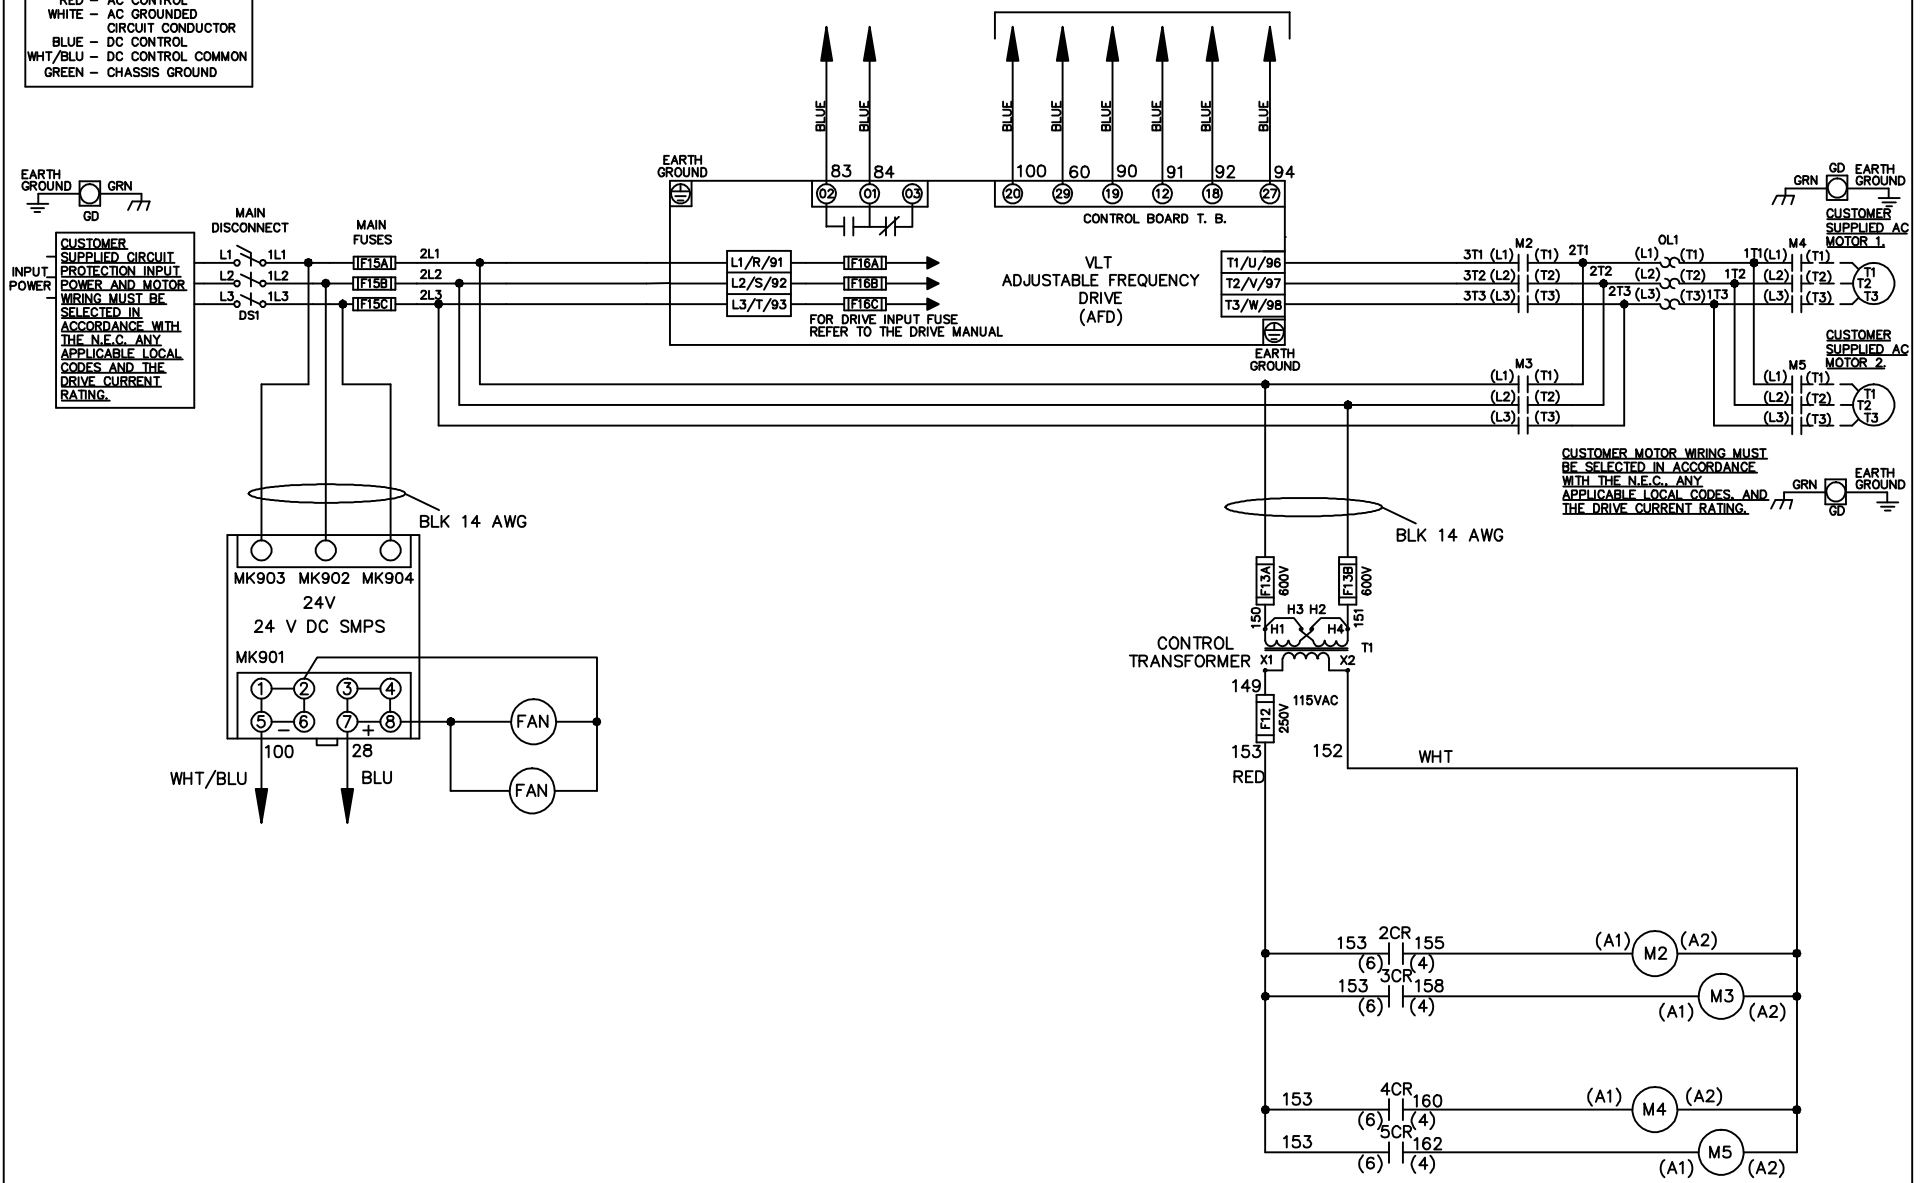 RED – AC CONTROL
WHITE – AC GROUNDED
CIRCUIT CONDUCTOR
BLUE – DC CONTROL
WHT/BLU – DC CONTROL COMMON
GREEN – CHASSIS GROUND
BLUE
BLUE
BLUE
BLUE
BLUE
BLUE
BLUE
BLUE
EARTH
GROUND
83 84 100 60 90 91 92 94
02 01 03 20 29 19 12 18 27
CONTROL BOARD T. B.
EARTH
GROUND
GRN
GD
GD
GRN
EARTH
GROUND
MAIN
DISCONNECT
MAIN
FUSES
INPUT
POWER
CUSTOMER
SUPPLIED CIRCUIT
PROTECTION INPUT
POWER AND MOTOR
WIRING MUST BE
SELECTED IN
ACCORDANCE WITH
THE N.E.C. ANY
APPLICABLE LOCAL
CODES AND THE
DRIVE CURRENT
RATING.
L1 1L1 F15A 2L1
L2 1L2 F15B 2L2
L3 1L3 F15C 2L3
DS1
L1/R/91 F16A
L2/S/92 F16B
L3/T/93 F16C
FOR DRIVE INPUT FUSE
REFER TO THE DRIVE MANUAL
VLT
ADJUSTABLE FREQUENCY
DRIVE
(AFD)
T1/U/96
T2/V/97
T3/W/98
EARTH
GROUND
M2
3T1 (L1) (T1) 2T1
3T2 (L2) (T2) 2T2
3T3 (L3) (T3) 2T3
OL1
(L1) (T1) 1T1
(L2) (T2) 1T2
(L3) (T3) 1T3
M4
(L1) (T1)
(L2) (T2)
(L3) (T3)
CUSTOMER
SUPPLIED AC
MOTOR 1.
T1
T2
T3
M3
(L1) (T1)
(L2) (T2)
(L3) (T3)
M5
(L1) (T1)
(L2) (T2)
(L3) (T3)
CUSTOMER
SUPPLIED AC
MOTOR 2.
T1
T2
T3
CUSTOMER MOTOR WIRING MUST
BE SELECTED IN ACCORDANCE
WITH THE N.E.C., ANY
APPLICABLE LOCAL CODES, AND
THE DRIVE CURRENT RATING.
GRN
GD
EARTH
GROUND
BLK 14 AWG
MK903 MK902 MK904
24V
24 V DC SMPS
MK901
1 2 3 4
5 6 7 8
– +
100 28
WHT/BLU BLU
FAN
FAN
BLK 14 AWG
F13A 600V
F13B 600V
150 151
H3 H2
H1 H4
T1
CONTROL
TRANSFORMER
X1 X2
149
115VAC
F12 250V
153 152
RED
WHT
2CR
153 155 (A1) M2 (A2)
(6) (4)
3CR
153 158 M3
(6) (4) (A1) (A2)
4CR
153 160 (A1) M4 (A2)
(6) (4)
5CR
153 162 M5
(6) (4) (A1) (A2)